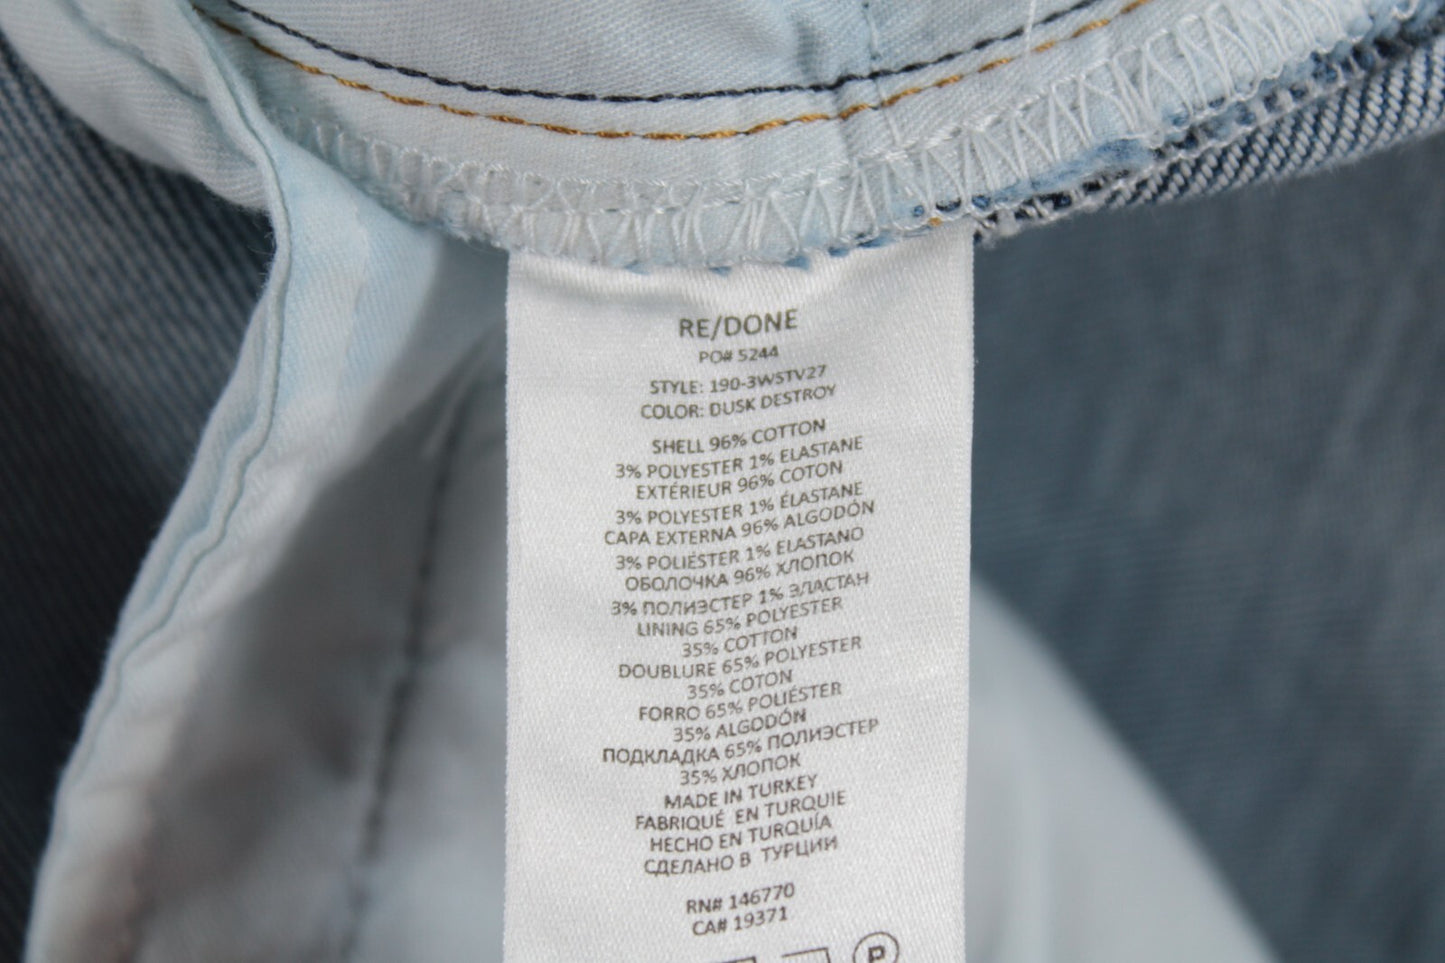 RE/DONE
PO# 5244
STYLE: 190-3WSTV27
COLOR: DUSK DESTROY
SHELL 96% COTTON
3% POLYESTER 1% ELASTANE
EXTÉRIEUR 96% COTON
3% POLYESTER 1% ÉLASTANE
CAPA EXTERNA 96% ALGODÓN
3% POLIÉSTER 1% ELASTANO
ОБОЛОЧКА 96% ХЛОПОК
3% ПОЛИЭСТЕР 1% ЭЛАСТАН
LINING 65% POLYESTER
35% COTTON
DOUBLURE 65% POLYESTER
35% COTON
FORRO 65% POLIÉSTER
35% ALGODÓN
ПОДКЛАДКА 65% ПОЛИЭСТЕР
35% ХЛОПОК
MADE IN TURKEY
FABRIQUÉ EN TURQUIE
HECHO EN TURQUÍA
СДЕЛАНО В ТУРЦИИ
RN# 146770
CA# 19371
P